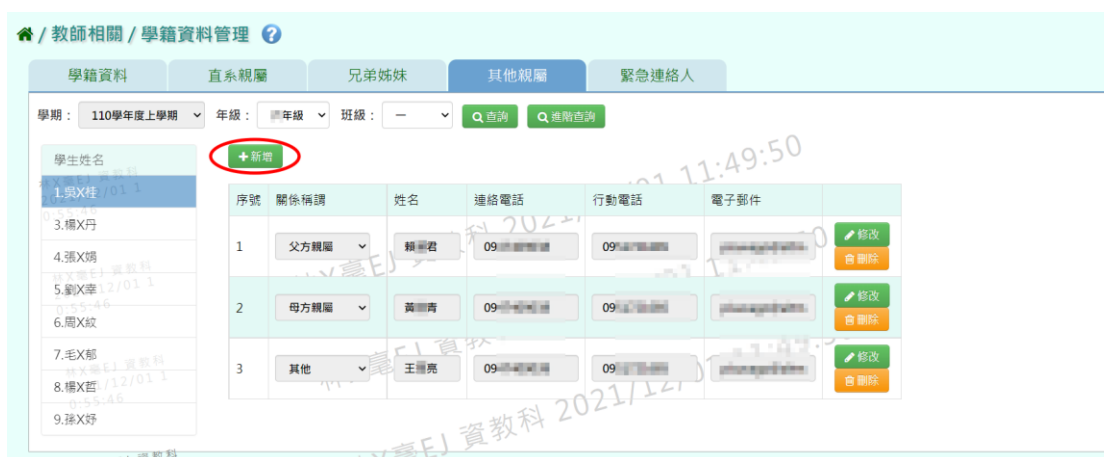 / 教師相關 / 學籍資料管理 ?
學籍資料 直系親屬 兄弟姊妹 其他親屬 緊急連絡人
學期： 110學年度上學期 年級： 年級 班級： 一 查詢 進階查詢
學生姓名
+新增
1.吳X桂
3.楊X丹
4.張X嫣
5.劉X幸
6.周X紋
7.毛X郁
8.楊X哲
9.孫X妤
序號 關係稱謂 姓名 連絡電話 行動電話 電子郵件
1 父方親屬 賴 君 09 09 修改
刪除
2 母方親屬 黃 青 09 09 修改
刪除
3 其他 王 亮 09 09 修改
刪除
11:49:50
資教科 2021/12/